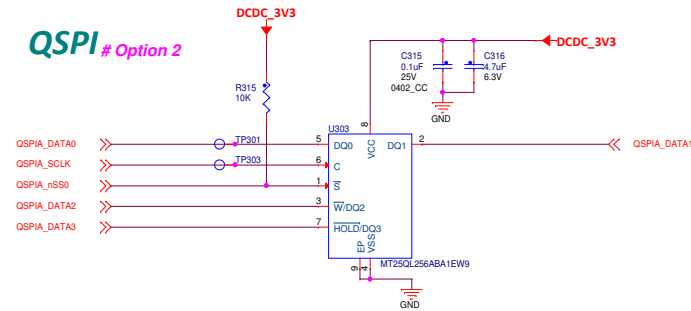 DCDC_3V3
QSPI # Option 2
DCDC_3V3
C315
0.1uF
25V
0402_CC
C316
4.7uF
6.3V
R315
10K
GND
U303
8
VCC
QSPIA_DATA0
TP301
5
DQ0
DQ1
2
QSPIA_DATA1
QSPIA_SCLK
TP303
6
C
QSPIA_nSS0
1
S
QSPIA_DATA2
3
W/DQ2
QSPIA_DATA3
7
HOLD/DQ3
EP
VSS
9
4
MT25QL256ABA1EW9
GND